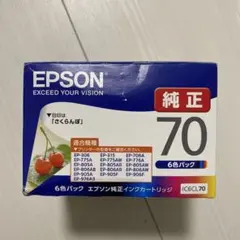 EPSON
EXCEED YOUR VISION
純正
▼目印は
「さくらんぼ」
70
適合機種
EP-306
EP-315
EP-706A
EP-775A
EP-775AW
EP-776A
EP-805A
EP-805AR
EP-805AW
EP-806AB
EP-806AR
EP-806AW
EP-905A
EP-905F
EP-906F
EP-976A3
6色パック
6色パック エプソン純正インクカートリッジ
IC6CL70